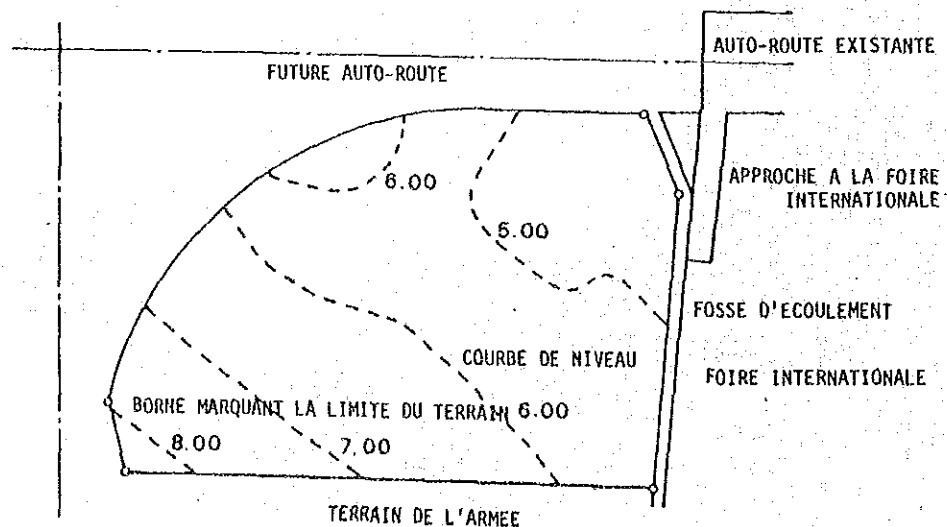 AUTO-ROUTE EXISTANTE
FUTURE AUTO-ROUTE
APPROCHE A LA FOIRE
INTERNATIONALE
6.00
5.00
FOSSE D'ECOULEMENT
COURBE DE NIVEAU
FOIRE INTERNATIONALE
BORNE MARQUANT LA LIMITE DU TERRAIN
6.00
8.00
7.00
TERRAIN DE L'ARMEE